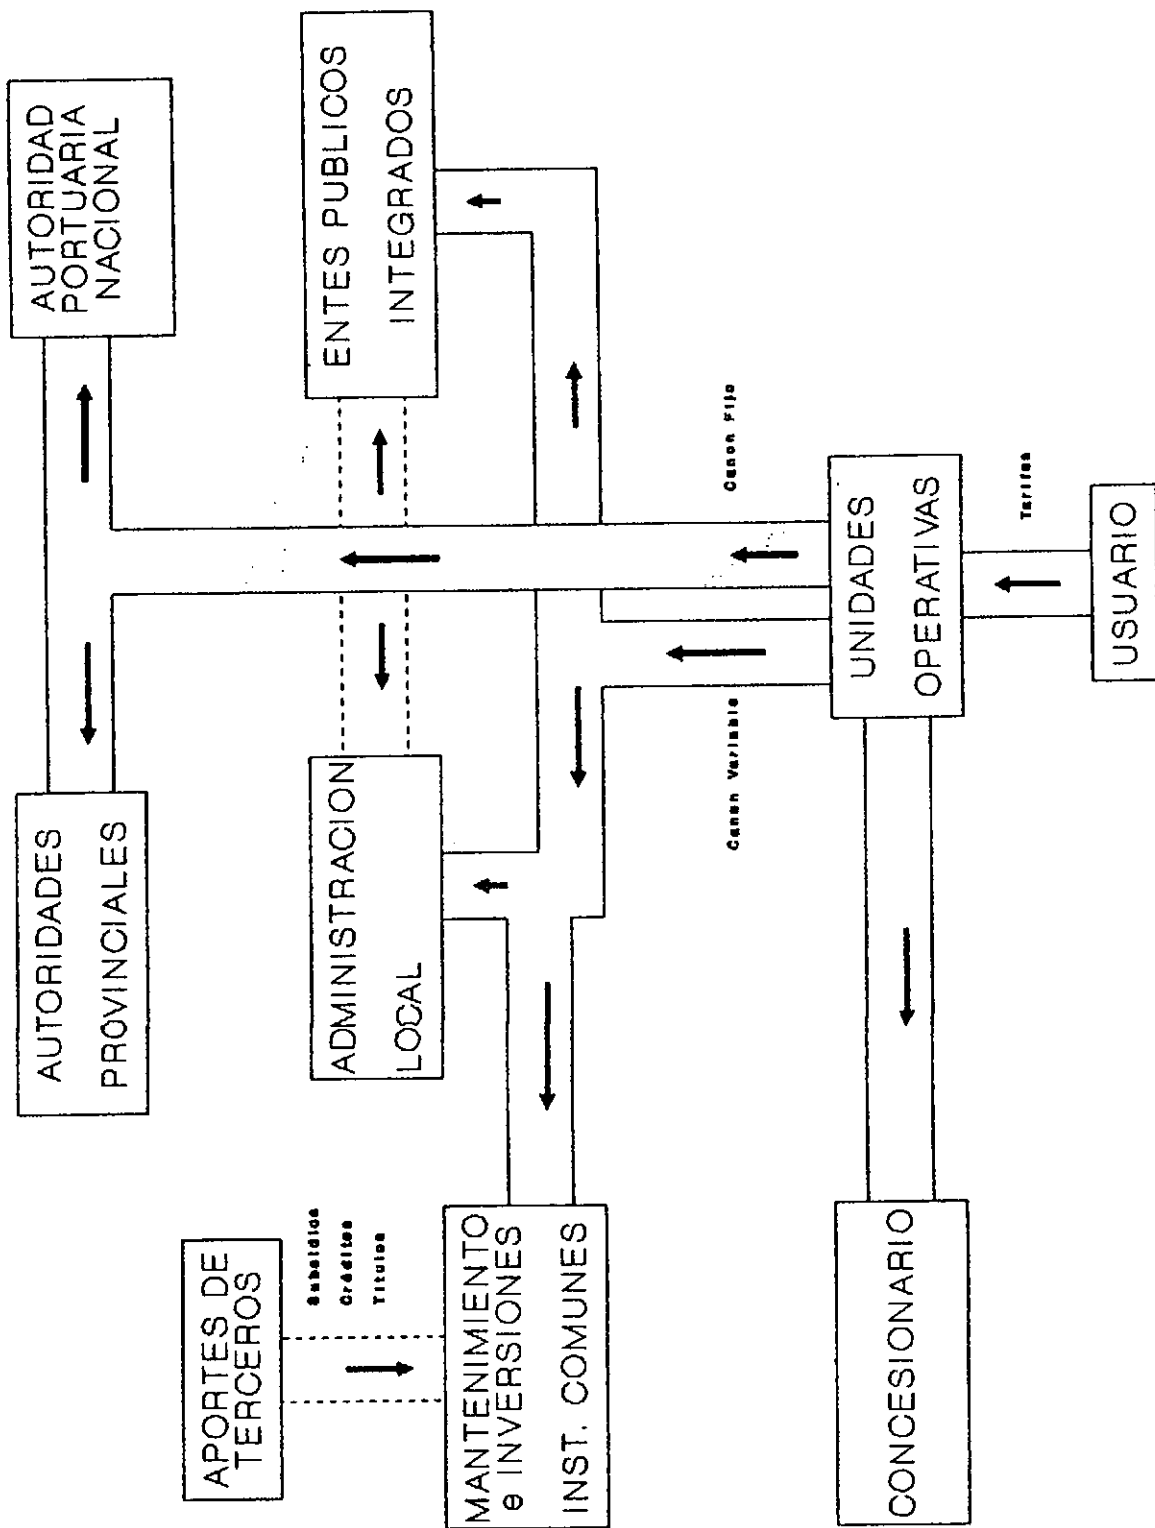 AUTORIDADES
PROVINCIALES
AUTORIDAD
PORTUARIA
NACIONAL
APORTES DE
TERCEROS
Subsidios
Créditos
Títulos
ADMINISTRACION
LOCAL
ENTES PUBLICOS
INTEGRADOS
MANTENIMIENTO
e INVERSIONES
INST. COMUNES
Canon Variable
Canon Fijo
CONCESIONARIO
UNIDADES
OPERATIVAS
Tarifas
USUARIO